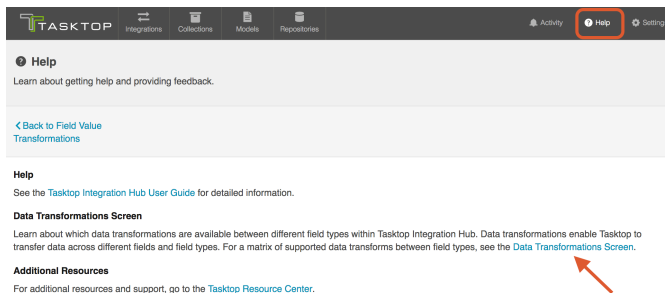 TASKTOP
Integrations
Collections
Models
Repositories
Activity
Help
Setting
Help
Learn about getting help and providing feedback.
Back to Field Value
Transformations
Help
See the Tasktop Integration Hub User Guide for detailed information.
Data Transformations Screen
Learn about which data transformations are available between different field types within Tasktop Integration Hub. Data transformations enable Tasktop to
transfer data across different fields and field types. For a matrix of supported data transforms between field types, see the Data Transformations Screen.
Additional Resources
For additional resources and support, go to the Tasktop Resource Center.